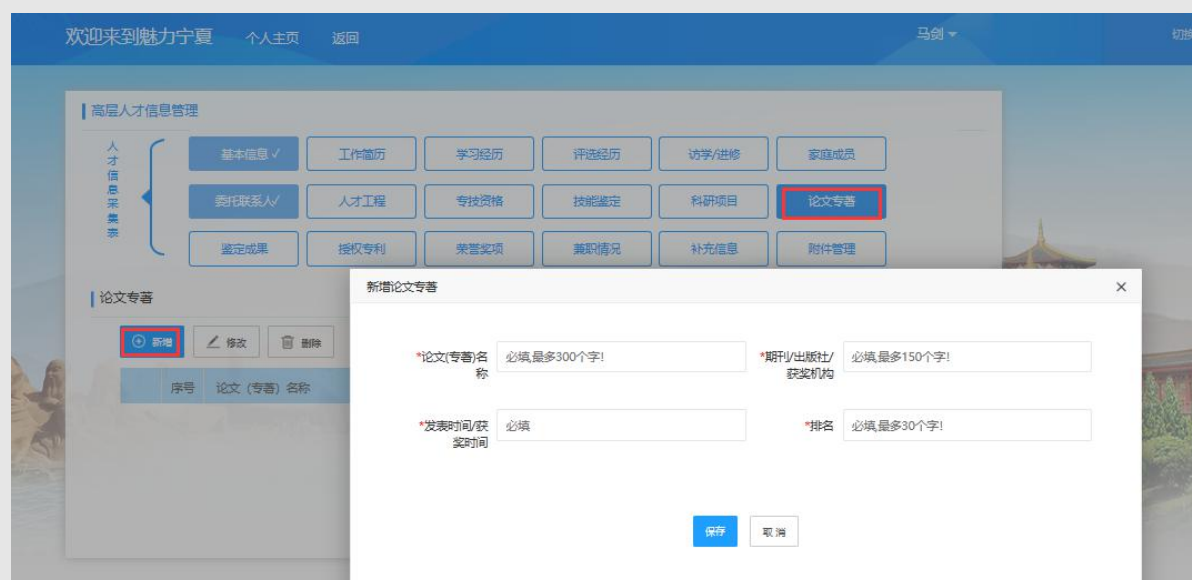 欢迎来到魅力宁夏 个人主页 返回 马剑 切换
高层人才信息管理
人才信息采集表
基本信息✓ 工作简历 学习经历 评选经历 访学/进修 家庭成员
委托联系人✓ 人才工程 专技资格 技能鉴定 科研项目 论文专著
鉴定成果 授权专利 荣誉奖项 兼职情况 补充信息 附件管理
论文专著
新增 修改 删除
序号 论文（专著）名称
新增论文专著 ×
*论文(专著)名称 必填,最多300个字! *期刊/出版社/获奖机构 必填,最多150个字!
*发表时间/获奖时间 必填 *排名 必填,最多30个字!
保存 取消